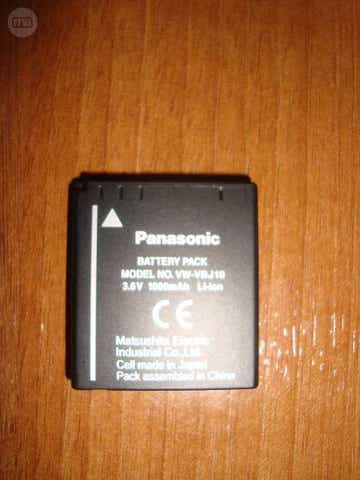 Panasonic
BATTERY PACK
MODEL NO. VW-VBJ10
3.6V 1000mAh Li-Ion
CE
Matsushita Electric
Industrial Co.,Ltd.
Cell made in Japan
Pack assembled in China